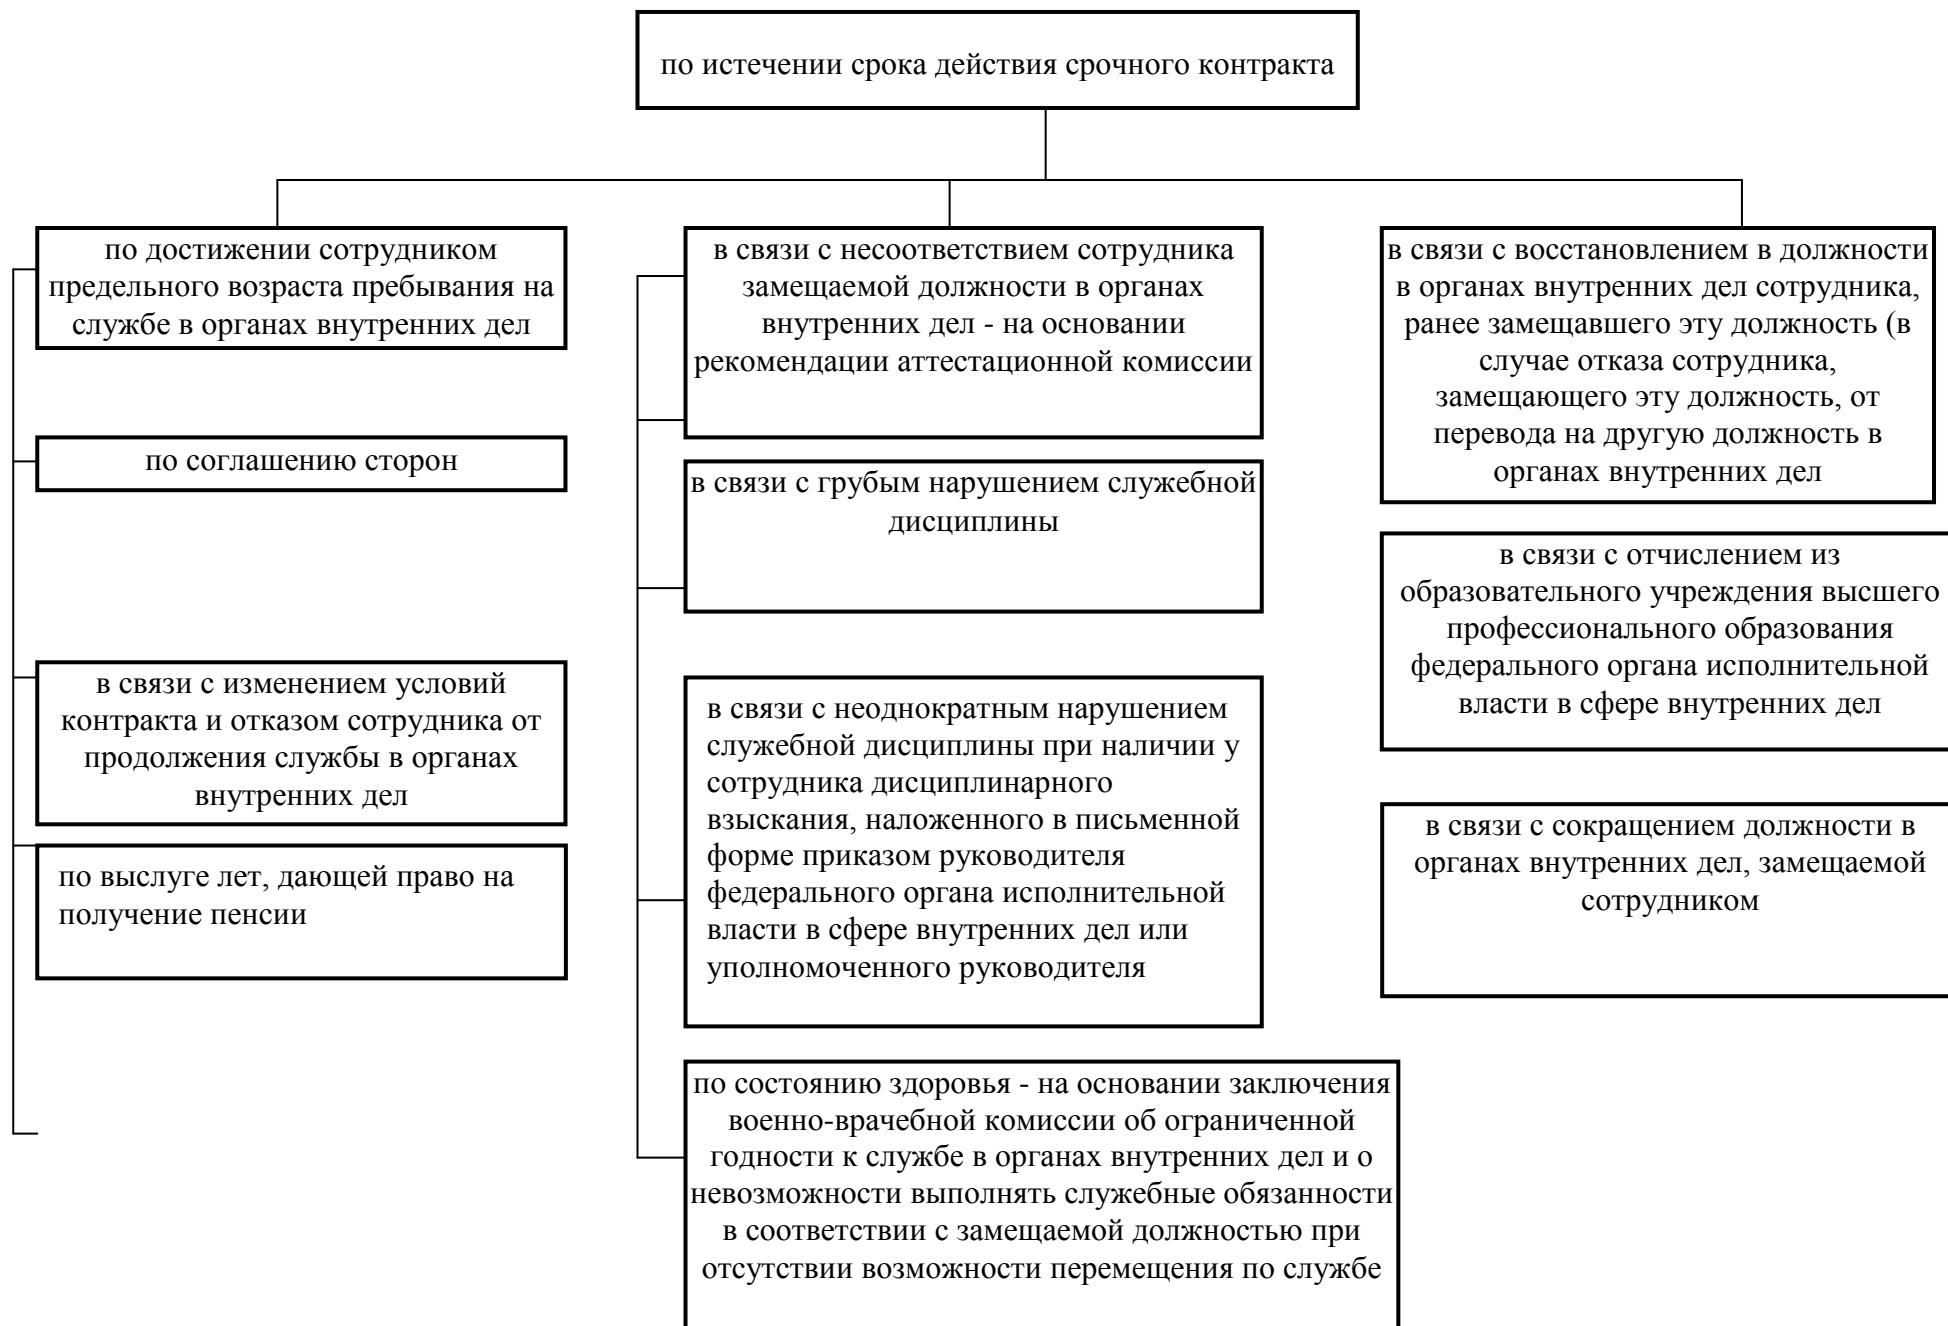 по истечении срока действия срочного контракта
по достижении сотрудником
предельного возраста пребывания на
службе в органах внутренних дел
по соглашению сторон
в связи с изменением условий
контракта и отказом сотрудника от
продолжения службы в органах
внутренних дел
по выслуге лет, дающей право на
получение пенсии
в связи с несоответствием сотрудника
замещаемой должности в органах
внутренних дел - на основании
рекомендации аттестационной комиссии
в связи с грубым нарушением служебной
дисциплины
в связи с неоднократным нарушением
служебной дисциплины при наличии у
сотрудника дисциплинарного
взыскания, наложенного в письменной
форме приказом руководителя
федерального органа исполнительной
власти в сфере внутренних дел или
уполномоченного руководителя
по состоянию здоровья - на основании заключения
военно-врачебной комиссии об ограниченной
годности к службе в органах внутренних дел и о
невозможности выполнять служебные обязанности
в соответствии с замещаемой должностью при
отсутствии возможности перемещения по службе
в связи с восстановлением в должности
в органах внутренних дел сотрудника,
ранее замещавшего эту должность (в
случае отказа сотрудника,
замещающего эту должность, от
перевода на другую должность в
органах внутренних дел
в связи с отчислением из
образовательного учреждения высшего
профессионального образования
федерального органа исполнительной
власти в сфере внутренних дел
в связи с сокращением должности в
органах внутренних дел, замещаемой
сотрудником